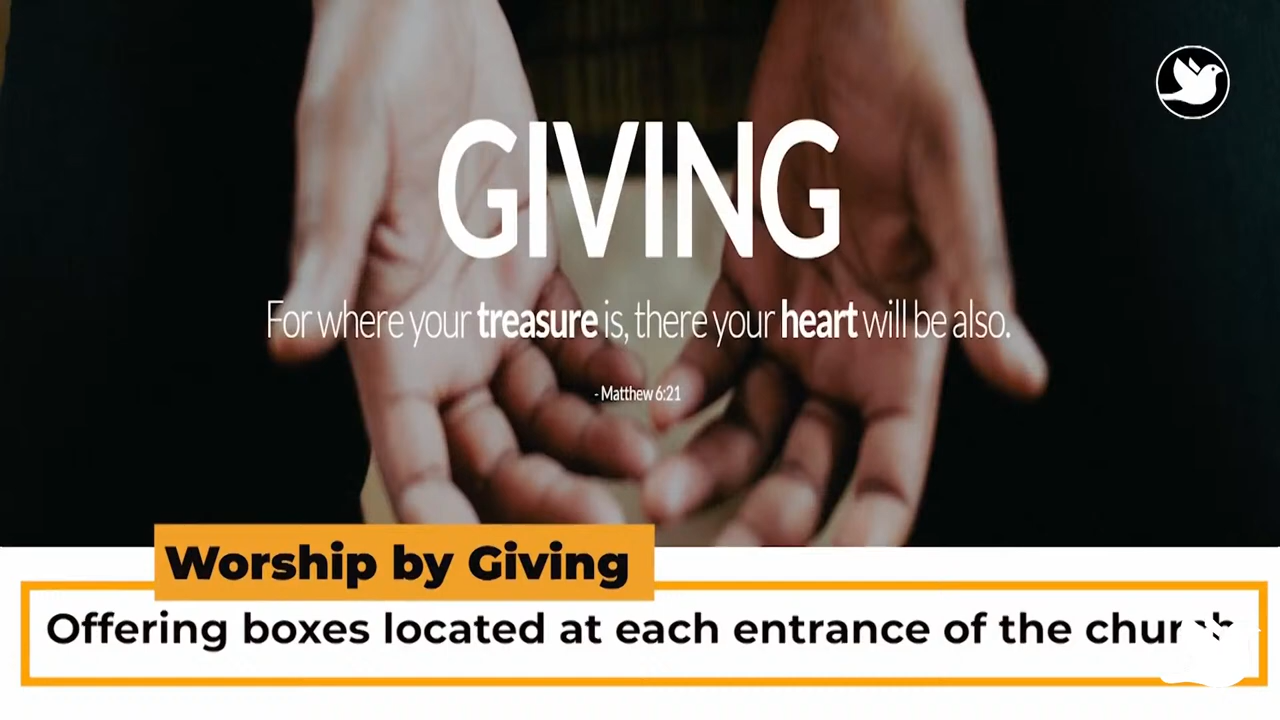 GIVING
For where your treasure is, there your heart will be also.
- Matthew 6:21
Worship by Giving
Offering boxes located at each entrance of the church